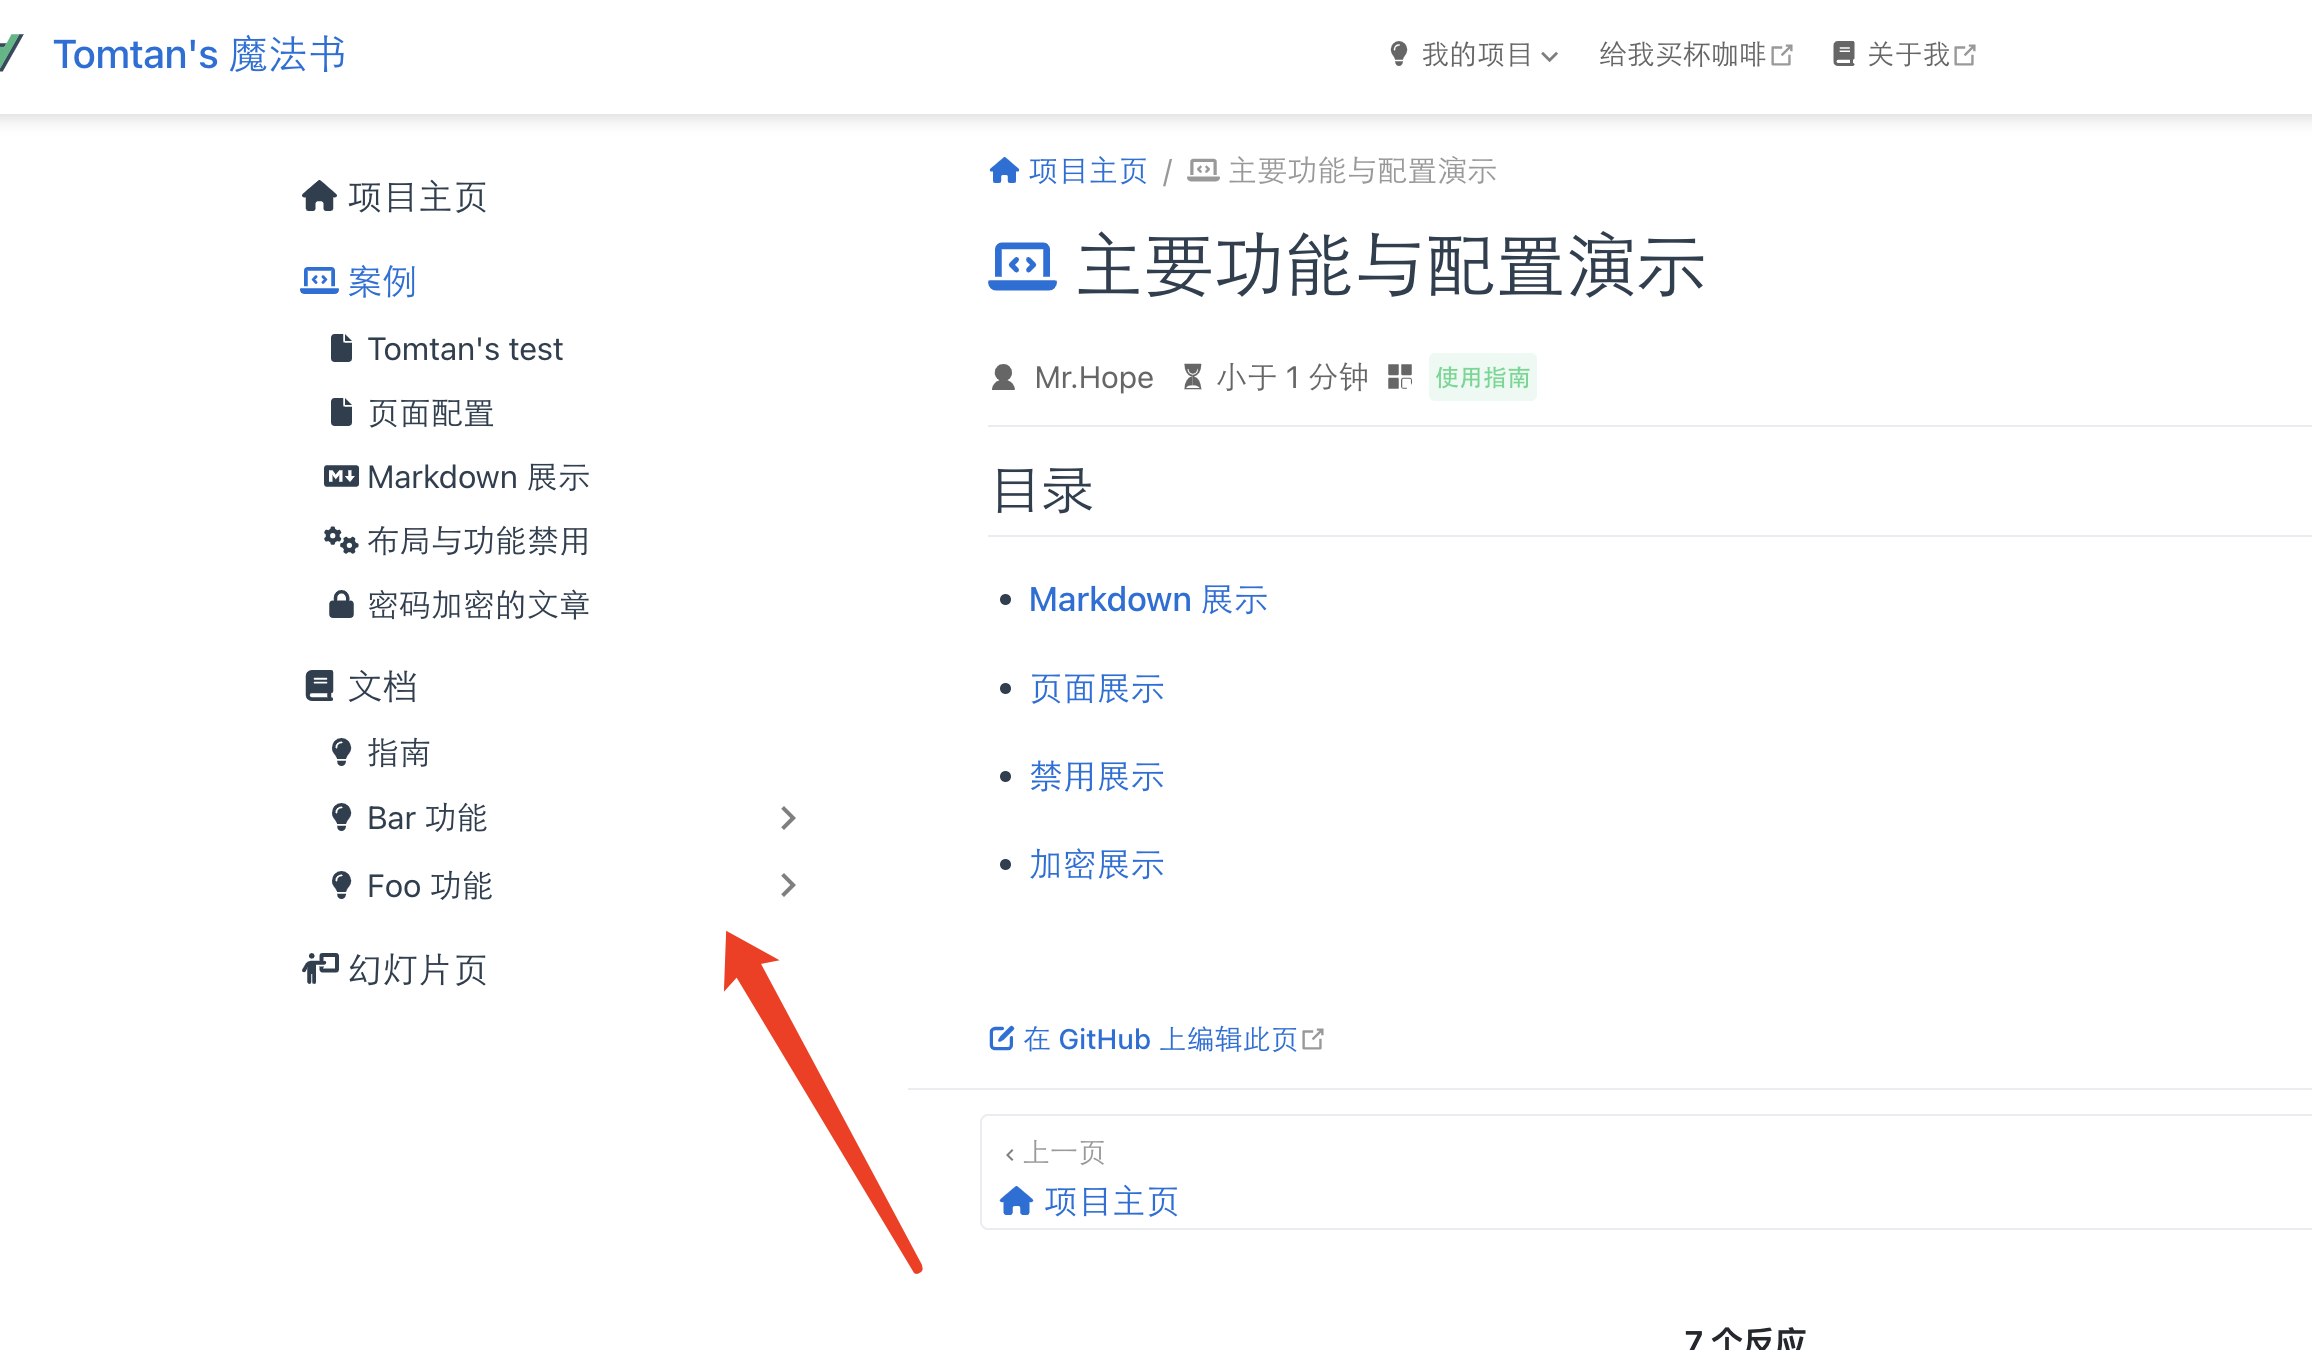 Tomtan's 魔法书
我的项目
给我买杯咖啡
关于我
项目主页
案例
Tomtan's test
页面配置
Markdown 展示
布局与功能禁用
密码加密的文章
文档
指南
Bar 功能
Foo 功能
幻灯片页
项目主页 / 主要功能与配置演示
主要功能与配置演示
Mr.Hope 小于 1 分钟 使用指南
目录
Markdown 展示
页面展示
禁用展示
加密展示
在 GitHub 上编辑此页
‹ 上一页
项目主页
7 个反应